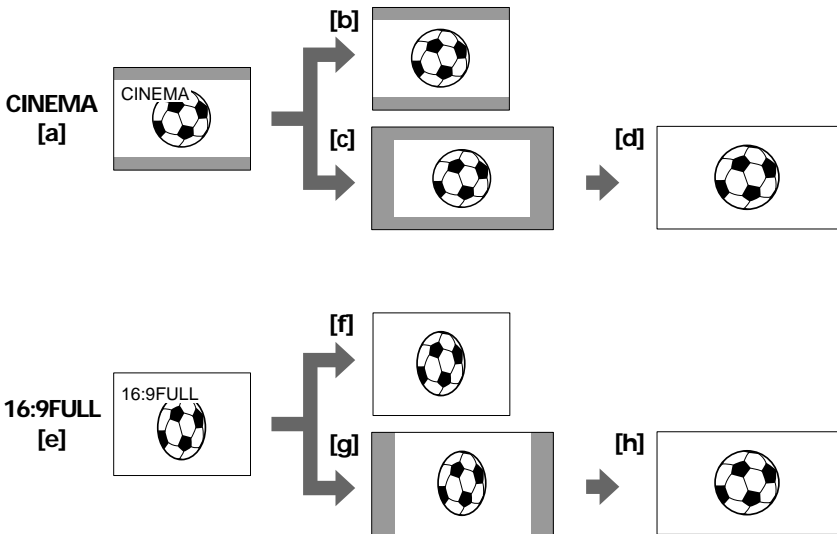 [b]
CINEMA
[a]
CINEMA
[c]
[d]
[f]
16:9FULL
[e]
16:9FULL
[g]
[h]